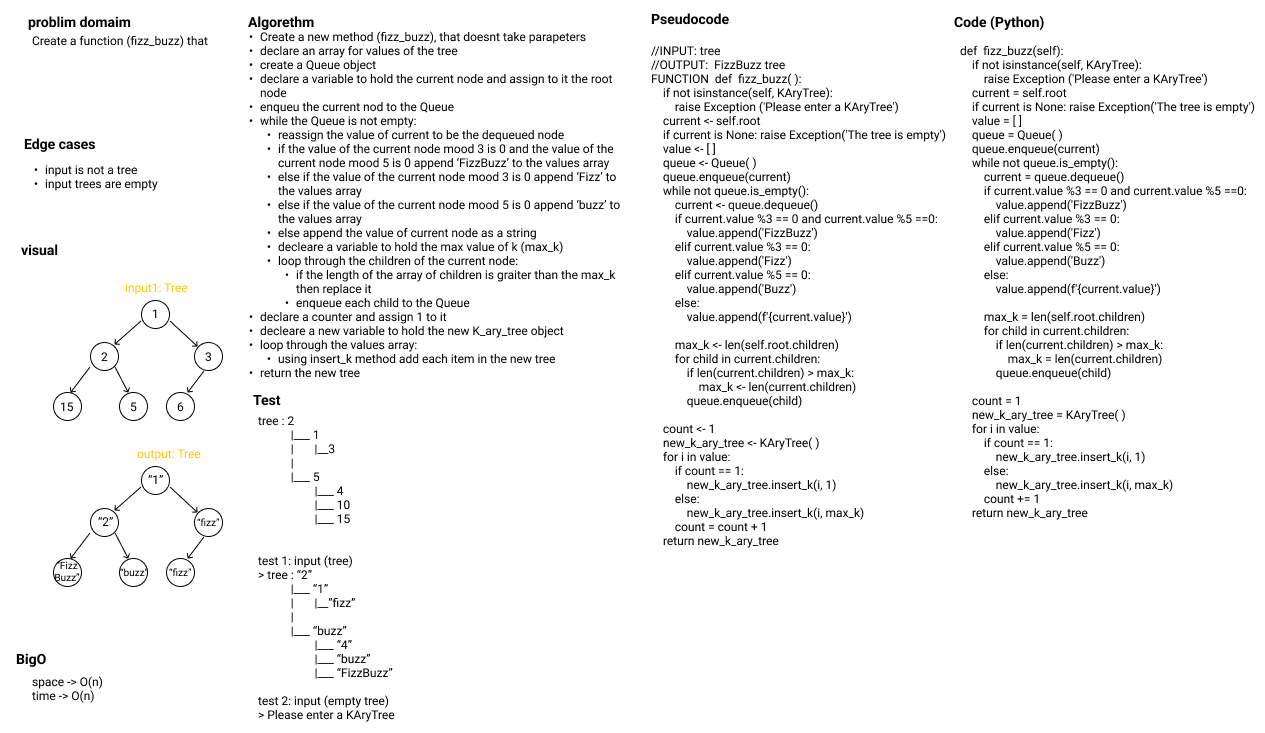 problim domaim
Create a function (fizz_buzz) that
Edge cases
• input is not a tree
• input trees are empty
visual
input1: Tree
1
2
3
15
5
6
output: Tree
“1”
“2”
“fizz”
“Fizz
Buzz”
“buzz”
“fizz”
BigO
space -> O(n)
time -> O(n)
Algorethm
• Create a new method (fizz_buzz), that doesnt take parapeters
• declare an array for values of the tree
• create a Queue object
• declare a variable to hold the current node and assign to it the root
node
• enqueu the current nod to the Queue
• while the Queue is not empty:
• reassign the value of current to be the dequeued node
• if the value of the current node mood 3 is 0 and the value of the
current node mood 5 is 0 append ‘FizzBuzz’ to the values array
• else if the value of the current node mood 3 is 0 append ‘Fizz’ to
the values array
• else if the value of the current node mood 5 is 0 append ‘buzz’ to
the values array
• else append the value of current node as a string
• decleare a variable to hold the max value of k (max_k)
• loop through the children of the current node:
• if the length of the array of children is graiter than the max_k
then replace it
• enqueue each child to the Queue
• declare a counter and assign 1 to it
• decleare a new variable to hold the new K_ary_tree object
• loop through the values array:
• using insert_k method add each item in the new tree
• return the new tree
Test
tree : 2
|___ 1
| |__3
|
|___ 5
|___ 4
|___ 10
|___ 15
test 1: input (tree)
> tree : “2”
|___ “1”
| |__”fizz”
|
|___ “buzz”
|___ “4”
|___ “buzz”
|___ “FizzBuzz”
test 2: input (empty tree)
> Please enter a KAryTree
Pseudocode
//INPUT: tree
//OUTPUT: FizzBuzz tree
FUNCTION def fizz_buzz( ):
if not isinstance(self, KAryTree):
raise Exception ('Please enter a KAryTree')
current <- self.root
if current is None: raise Exception('The tree is empty')
value <- [ ]
queue <- Queue( )
queue.enqueue(current)
while not queue.is_empty():
current <- queue.dequeue()
if current.value %3 == 0 and current.value %5 ==0:
value.append('FizzBuzz')
elif current.value %3 == 0:
value.append('Fizz')
elif current.value %5 == 0:
value.append('Buzz')
else:
value.append(f'{current.value}')
max_k <- len(self.root.children)
for child in current.children:
if len(current.children) > max_k:
max_k <- len(current.children)
queue.enqueue(child)
count <- 1
new_k_ary_tree <- KAryTree( )
for i in value:
if count == 1:
new_k_ary_tree.insert_k(i, 1)
else:
new_k_ary_tree.insert_k(i, max_k)
count = count + 1
return new_k_ary_tree
Code (Python)
def fizz_buzz(self):
if not isinstance(self, KAryTree):
raise Exception ('Please enter a KAryTree')
current = self.root
if current is None: raise Exception('The tree is empty')
value = [ ]
queue = Queue( )
queue.enqueue(current)
while not queue.is_empty():
current = queue.dequeue()
if current.value %3 == 0 and current.value %5 ==0:
value.append('FizzBuzz')
elif current.value %3 == 0:
value.append('Fizz')
elif current.value %5 == 0:
value.append('Buzz')
else:
value.append(f'{current.value}')
max_k = len(self.root.children)
for child in current.children:
if len(current.children) > max_k:
max_k = len(current.children)
queue.enqueue(child)
count = 1
new_k_ary_tree = KAryTree( )
for i in value:
if count == 1:
new_k_ary_tree.insert_k(i, 1)
else:
new_k_ary_tree.insert_k(i, max_k)
count += 1
return new_k_ary_tree